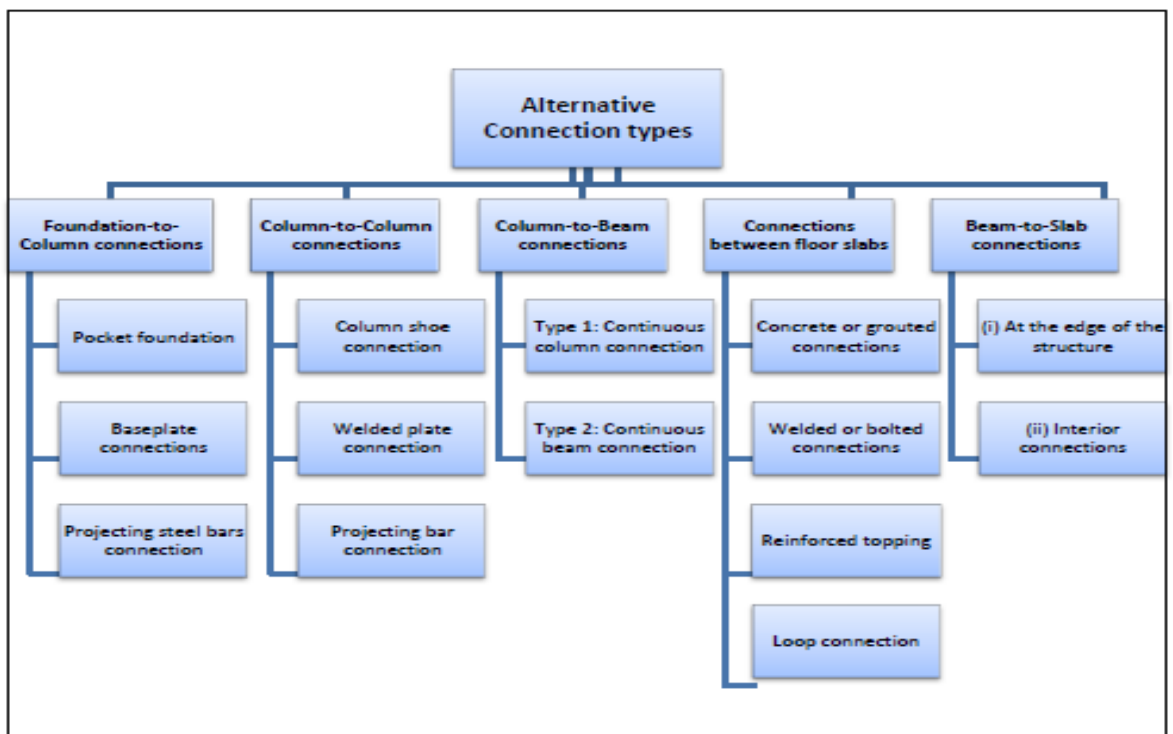 Alternative
Connection types
Foundation-to-
Column connections
Column-to-Column
connections
Column-to-Beam
connections
Connections
between floor slabs
Beam-to-Slab
connections
Pocket foundation
Baseplate
connections
Projecting steel bars
connection
Column shoe
connection
Welded plate
connection
Projecting bar
connection
Type 1: Continuous
column connection
Type 2: Continuous
beam connection
Concrete or grouted
connections
Welded or bolted
connections
Reinforced topping
Loop connection
(i) At the edge of the
structure
(ii) Interior
connections